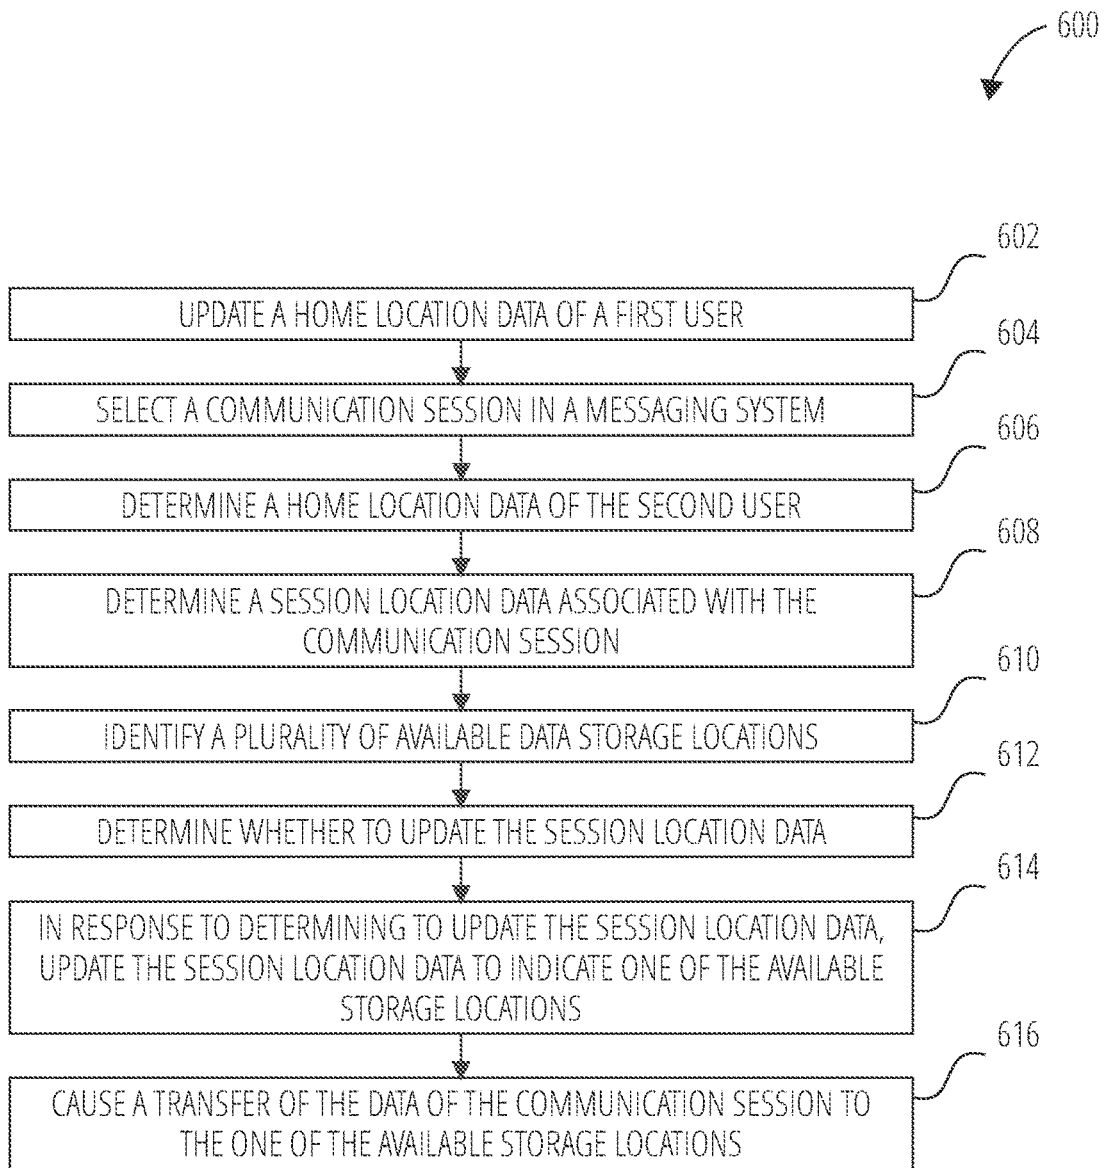 600
602
UPDATE A HOME LOCATION DATA OF A FIRST USER
604
SELECT A COMMUNICATION SESSION IN A MESSAGING SYSTEM
606
DETERMINE A HOME LOCATION DATA OF THE SECOND USER
608
DETERMINE A SESSION LOCATION DATA ASSOCIATED WITH THE
COMMUNICATION SESSION
610
IDENTIFY A PLURALITY OF AVAILABLE DATA STORAGE LOCATIONS
612
DETERMINE WHETHER TO UPDATE THE SESSION LOCATION DATA
614
IN RESPONSE TO DETERMINING TO UPDATE THE SESSION LOCATION DATA,
UPDATE THE SESSION LOCATION DATA TO INDICATE ONE OF THE AVAILABLE
STORAGE LOCATIONS
616
CAUSE A TRANSFER OF THE DATA OF THE COMMUNICATION SESSION TO
THE ONE OF THE AVAILABLE STORAGE LOCATIONS